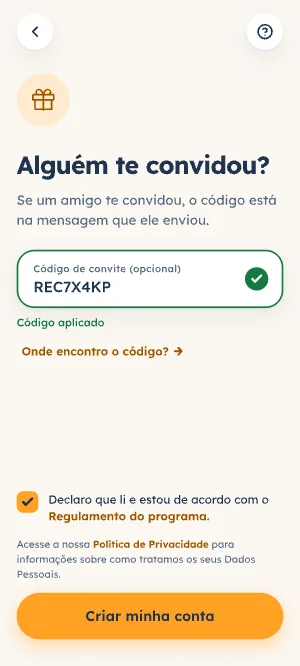 Alguém te convidou?
Se um amigo te convidou, o código está
na mensagem que ele enviou.
Código de convite (opcional)
REC7X4KP
Código aplicado
Onde encontro o código? →
Declaro que li e estou de acordo com o
Regulamento do programa.
Acesse a nossa Política de Privacidade para
informações sobre como tratamos os seus Dados
Pessoais.
Criar minha conta